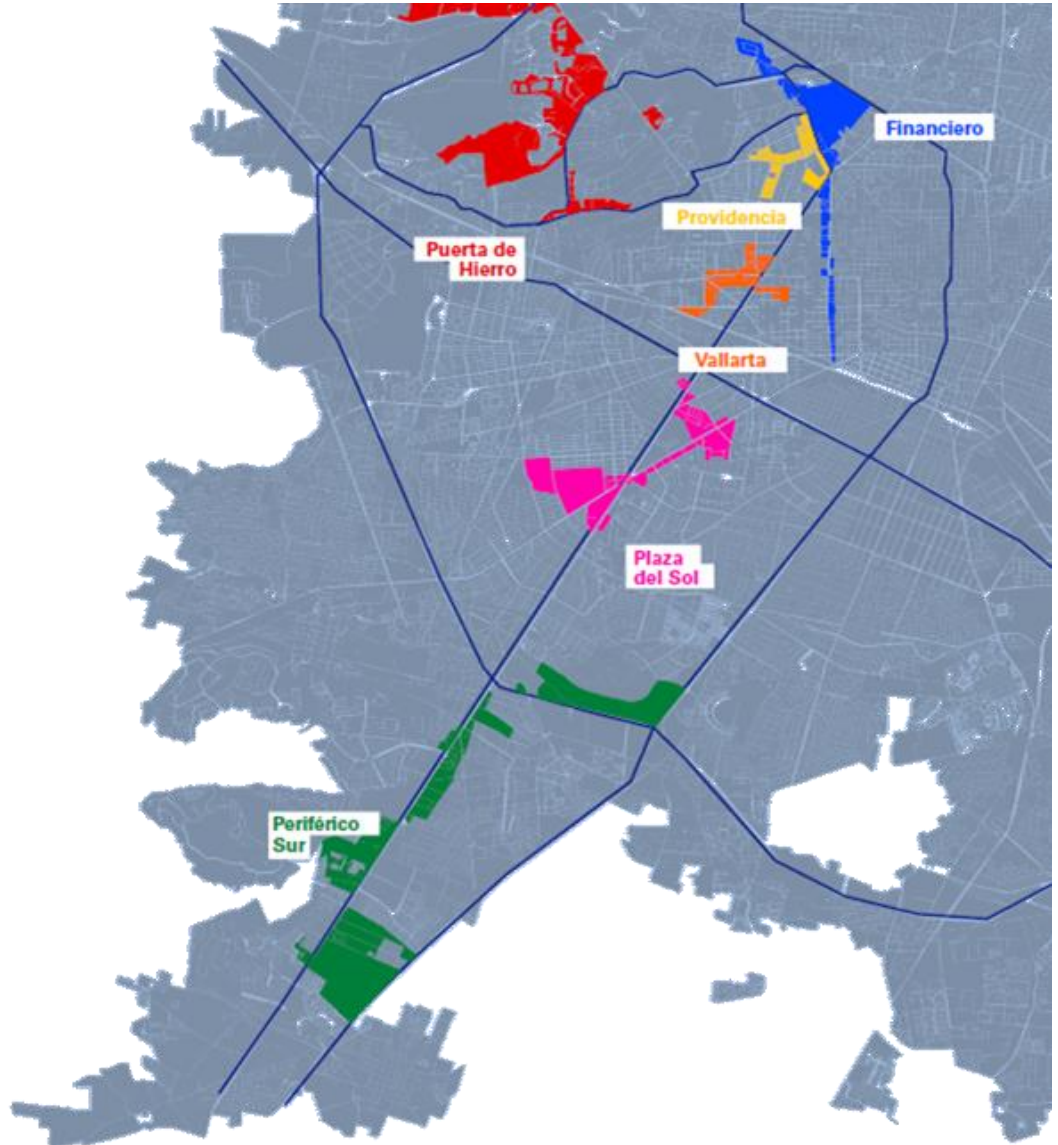 Financiero
Providencia
Puerta de
Hierro
Vallarta
Plaza
del Sol
Periférico
Sur